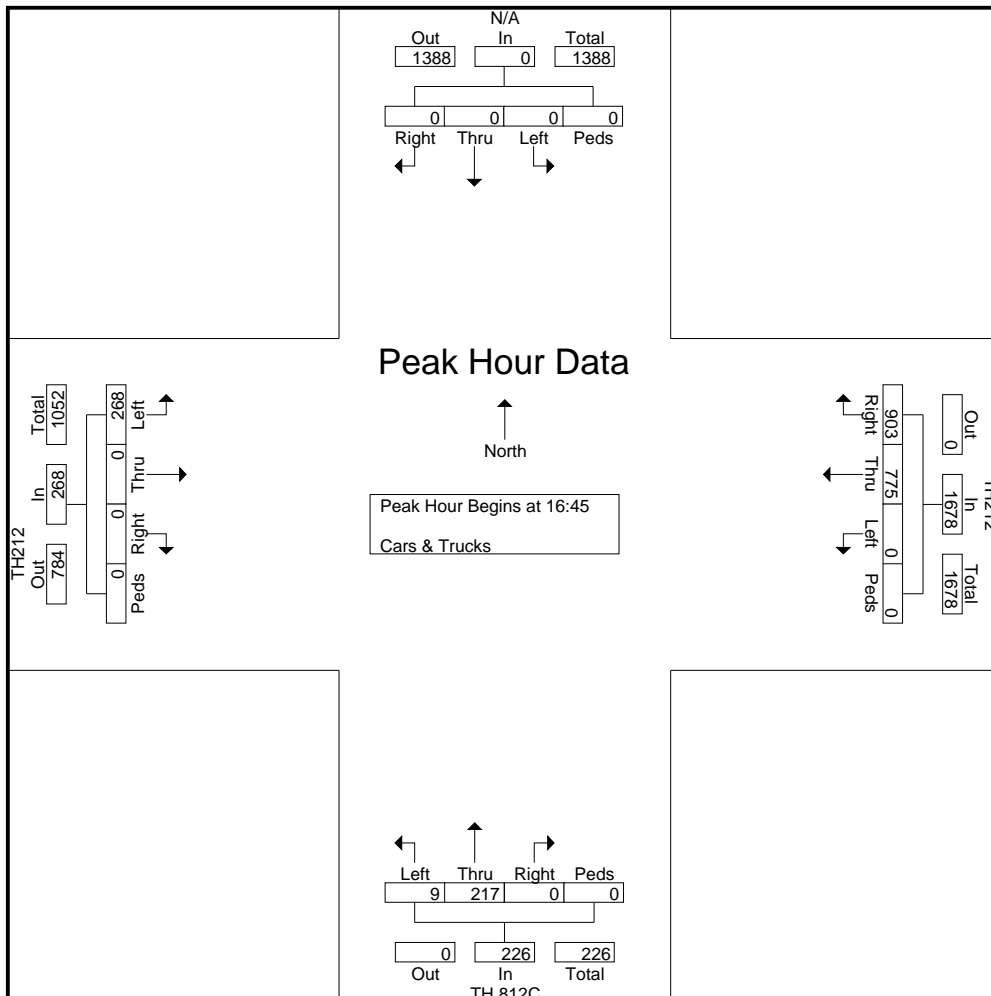 N/A
Out In Total
1388 0 1388
0 0 0 0
Right Thru Left Peds
Peak Hour Data
North
Peak Hour Begins at 16:45
Cars & Trucks
TH212
Out In Total
784 268 1052
268 0 0 0
Left Thru Right Peds
TH212
Out In Total
0 1678 1678
903 775 0 0
Right Thru Left Peds
Left Thru Right Peds
9 217 0 0
0 226 226
Out In Total
TH 812C